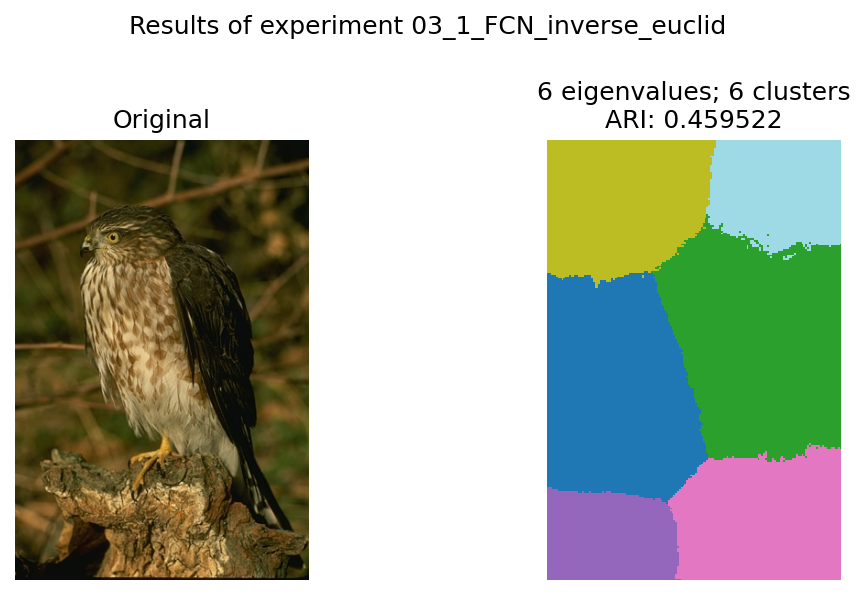 Results of experiment 03_1_FCN_inverse_euclid
Original
6 eigenvalues; 6 clusters
ARI: 0.459522